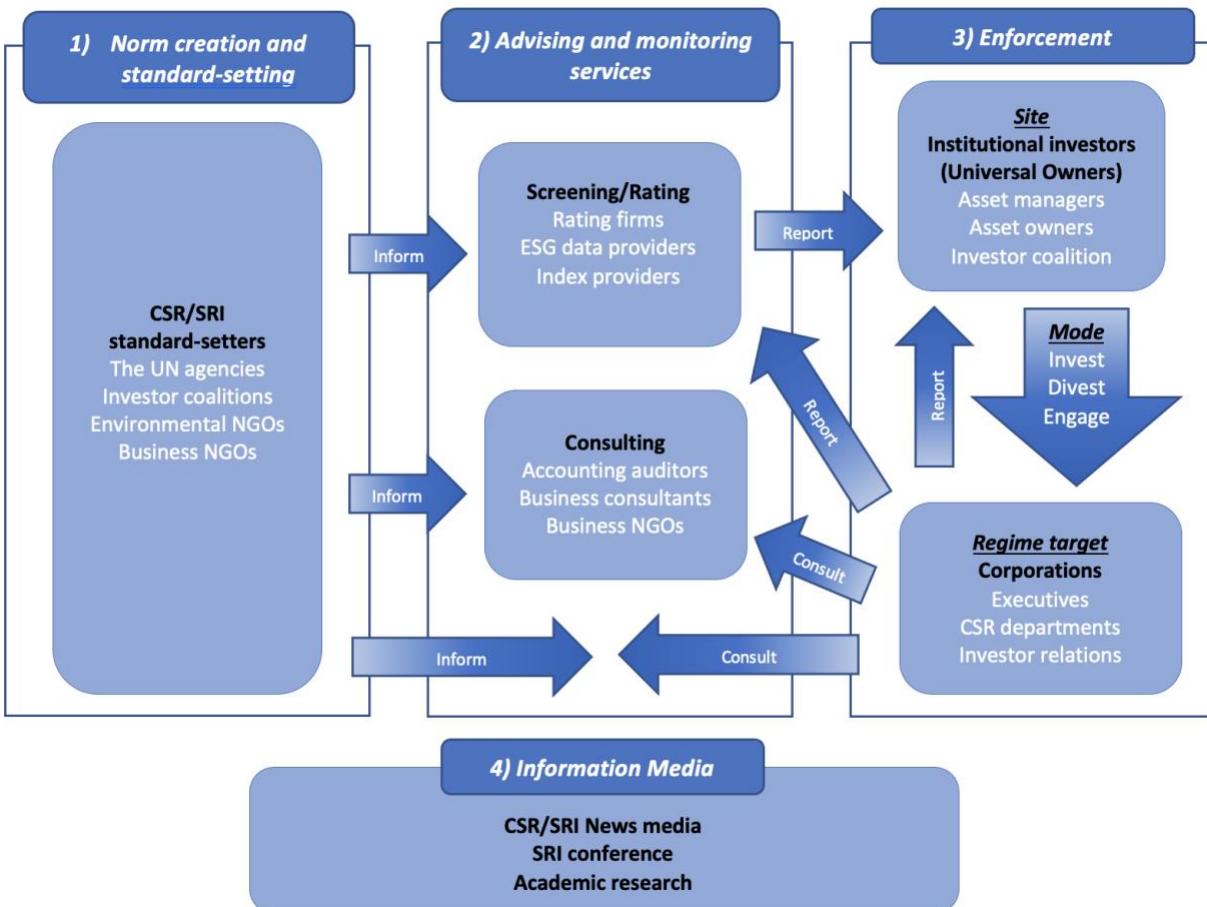 1) Norm creation and
standard-setting
CSR/SRI
standard-setters
The UN agencies
Investor coalitions
Environmental NGOs
Business NGOs
Inform
Inform
Inform
2) Advising and monitoring
services
Screening/Rating
Rating firms
ESG data providers
Index providers
Consulting
Accounting auditors
Business consultants
Business NGOs
Report
Report
Consult
Consult
3) Enforcement
Site
Institutional investors
(Universal Owners)
Asset managers
Asset owners
Investor coalition
Report
Mode
Invest
Divest
Engage
Regime target
Corporations
Executives
CSR departments
Investor relations
4) Information Media
CSR/SRI News media
SRI conference
Academic research